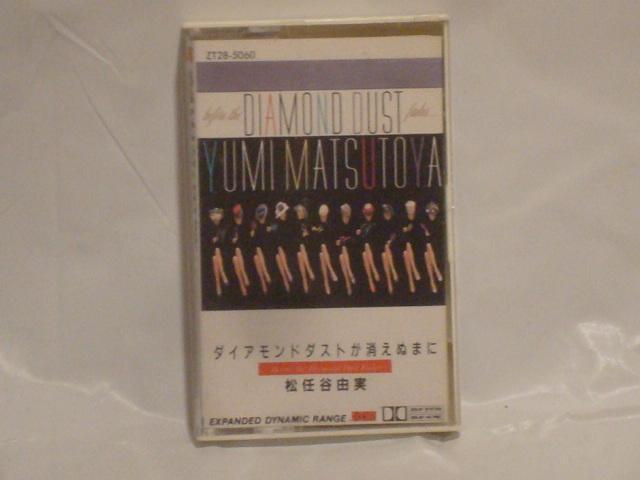 ZT28-5060
before the DIAMOND DUST fades...
YUMI MATSUTOYA
ダイアモンドダストが消えぬまに
松任谷由実
EXPANDED DYNAMIC RANGE